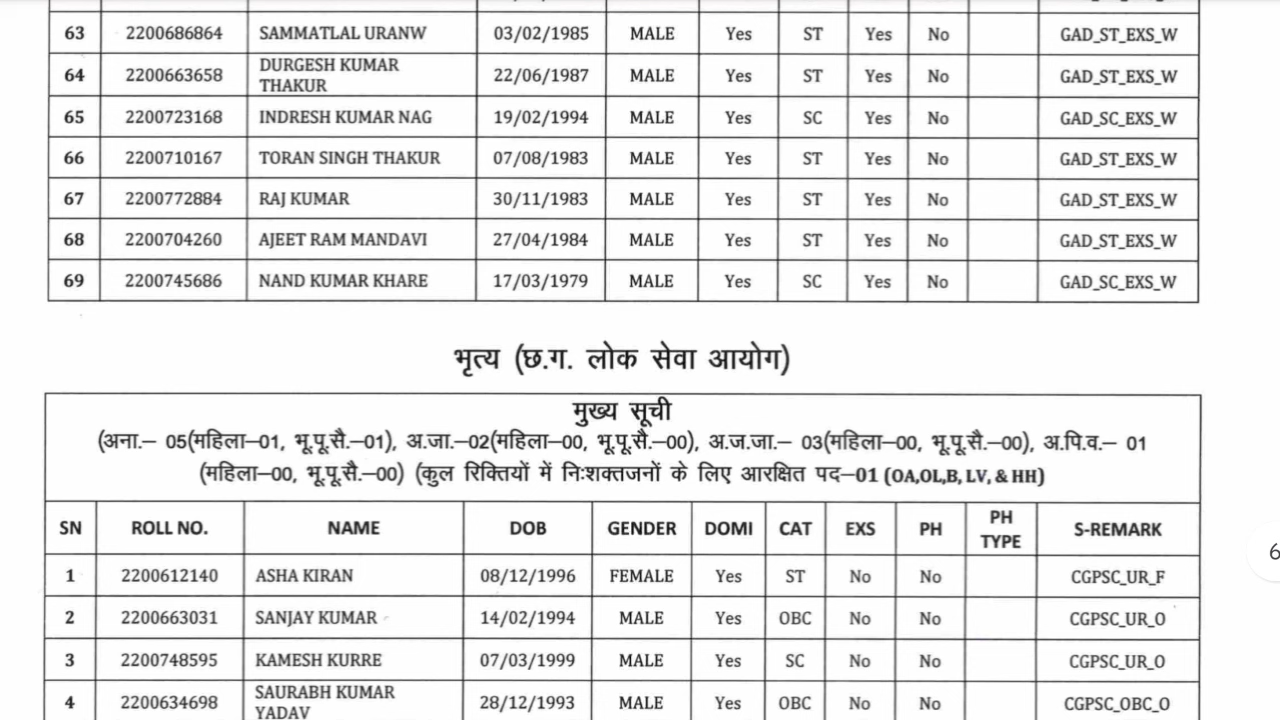 63 2200686864 SAMMATLAL URANW 03/02/1985 MALE Yes ST Yes No GAD_ST_EXS_W
64 2200663658 DURGESH KUMAR THAKUR 22/06/1987 MALE Yes ST Yes No GAD_ST_EXS_W
65 2200723168 INDRESH KUMAR NAG 19/02/1994 MALE Yes SC Yes No GAD_SC_EXS_W
66 2200710167 TORAN SINGH THAKUR 07/08/1983 MALE Yes ST Yes No GAD_ST_EXS_W
67 2200772884 RAJ KUMAR 30/11/1983 MALE Yes ST Yes No GAD_ST_EXS_W
68 2200704260 AJEET RAM MANDAVI 27/04/1984 MALE Yes ST Yes No GAD_ST_EXS_W
69 2200745686 NAND KUMAR KHARE 17/03/1979 MALE Yes SC Yes No GAD_SC_EXS_W
भृत्य (छ.ग. लोक सेवा आयोग)
मुख्य सूची
(अना.– 05(महिला–01, भू.पू.सै.–01), अ.जा.–02(महिला–00, भू.पू.सै.–00), अ.ज.जा.– 03(महिला–00, भू.पू.सै.–00), अ.पि.व.– 01
(महिला–00, भू.पू.सै.–00) (कुल रिक्तियों में निःशक्तजनों के लिए आरक्षित पद–01 (OA,OL,B, LV, & HH)
SN ROLL NO. NAME DOB GENDER DOMI CAT EXS PH PH TYPE S-REMARK
1 2200612140 ASHA KIRAN 08/12/1996 FEMALE Yes ST No No CGPSC_UR_F
2 2200663031 SANJAY KUMAR 14/02/1994 MALE Yes OBC No No CGPSC_UR_O
3 2200748595 KAMESH KURRE 07/03/1999 MALE Yes SC No No CGPSC_UR_O
4 2200634698 SAURABH KUMAR YADAV 28/12/1993 MALE Yes OBC No No CGPSC_OBC_O
6